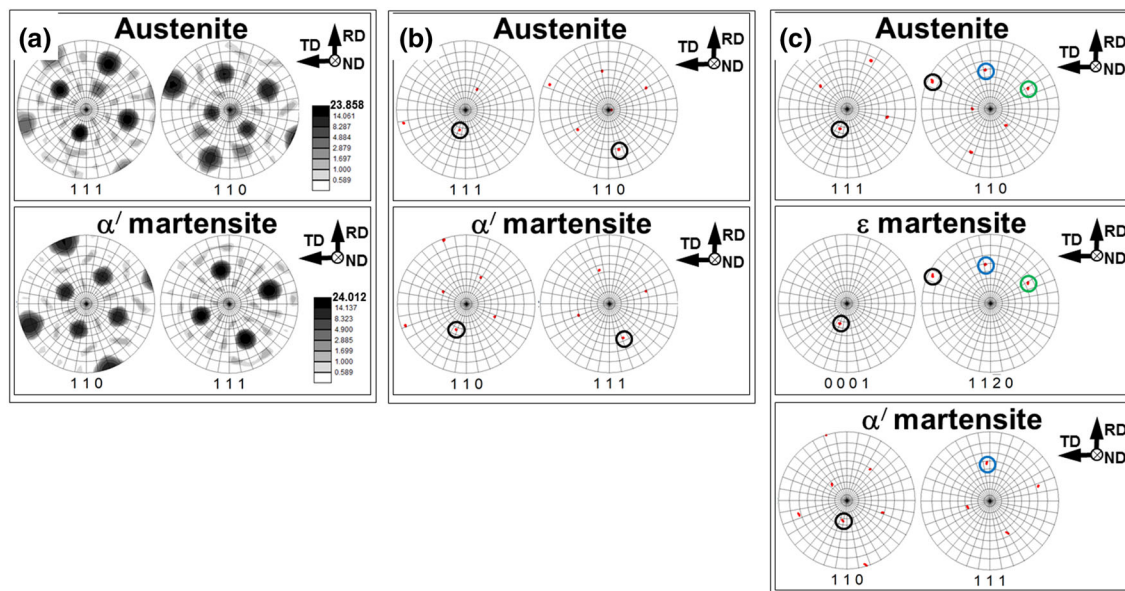 (a) Austenite
TD RD ND
23.858
14.061
8.287
4.884
2.879
1.697
1.000
0.589
1 1 1 1 1 0
α′ martensite
TD RD ND
24.012
14.137
8.323
4.900
2.885
1.699
1.000
0.589
1 1 0 1 1 1
(b) Austenite
TD RD ND
1 1 1 1 1 0
α′ martensite
TD RD ND
1 1 0 1 1 1
(c) Austenite
TD RD ND
1 1 1 1 1 0
ε martensite
TD RD ND
0 0 0 1 1 1 2̅ 0
α′ martensite
TD RD ND
1 1 0 1 1 1